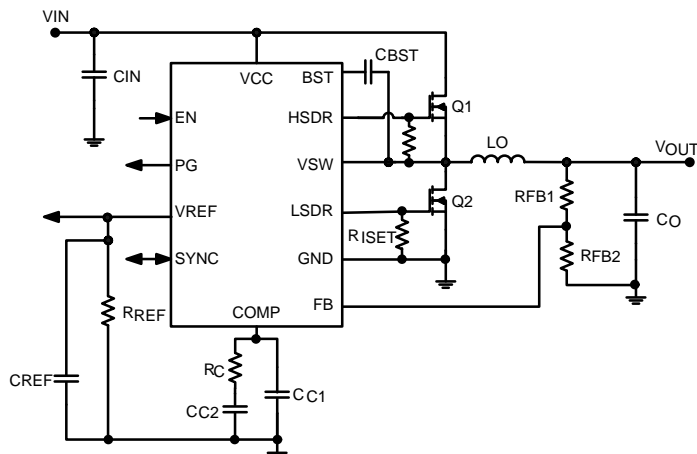 VIN
CIN
VCC
BST
CBST
HSDR
Q1
EN
PG
VSW
LO
VOUT
VREF
LSDR
Q2
RFB1
CO
RISET
SYNC
GND
RFB2
RREF
COMP
FB
CREF
RC
CC2
CC1